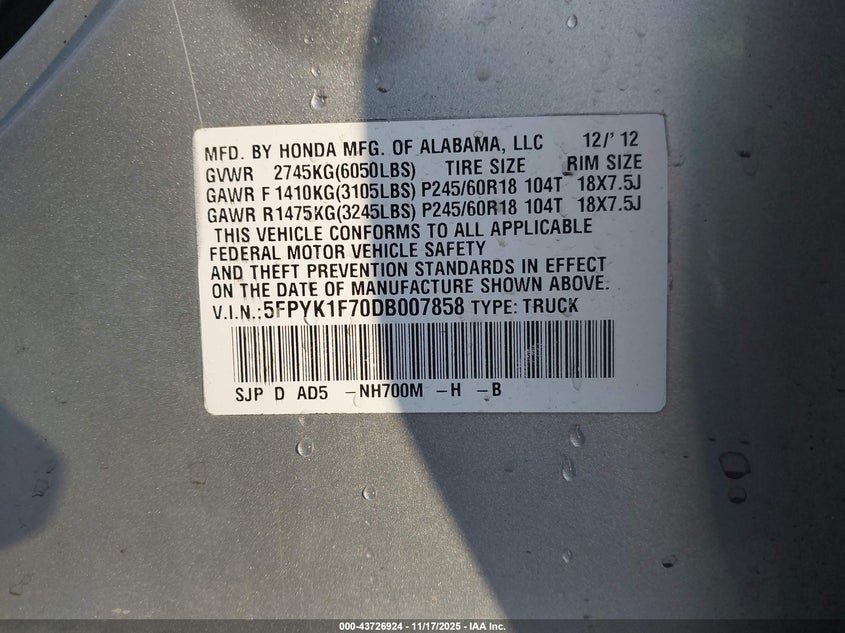 MFD. BY HONDA MFG. OF ALABAMA, LLC 12/'12
GVWR 2745KG(6050LBS) TIRE SIZE RIM SIZE
GAWR F 1410KG(3105LBS) P245/60R18 104T 18X7.5J
GAWR R 1475KG(3245LBS) P245/60R18 104T 18X7.5J
THIS VEHICLE CONFORMS TO ALL APPLICABLE
FEDERAL MOTOR VEHICLE SAFETY
AND THEFT PREVENTION STANDARDS IN EFFECT
ON THE DATE OF MANUFACTURE SHOWN ABOVE.
V.I.N.:5FPYK1F70DB007858 TYPE: TRUCK
SJP D AD5 -NH700M -H -B
000-43726924 - 11/17/2025 - IAA Inc.